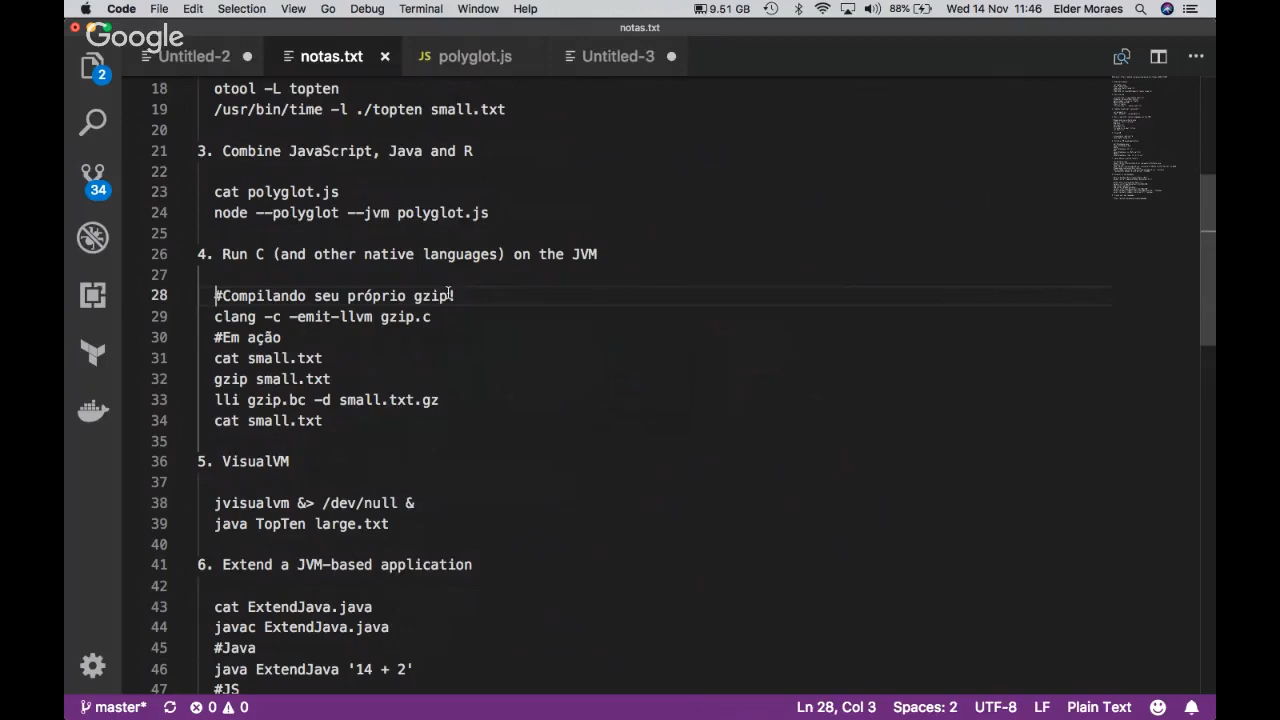 Code File Edit Selection View Go Debug Terminal Window Help 9.51 GB 88% Wed 14 Nov 11:46 Elder Moraes
notas.txt
Google
Untitled-2 notas.txt polyglot.js Untitled-3
JS
2
34
18 otool -L topten
19 /usr/bin/time -l ./topten small.txt
20
21 3. Combine JavaScript, Java and R
22
23 cat polyglot.js
24 node --polyglot --jvm polyglot.js
25
26 4. Run C (and other native languages) on the JVM
27
28 #Compilando seu próprio gzip!
29 clang -c -emit-llvm gzip.c
30 #Em ação
31 cat small.txt
32 gzip small.txt
33 lli gzip.bc -d small.txt.gz
34 cat small.txt
35
36 5. VisualVM
37
38 jvisualvm &> /dev/null &
39 java TopTen large.txt
40
41 6. Extend a JVM-based application
42
43 cat ExtendJava.java
44 javac ExtendJava.java
45 #Java
46 java ExtendJava '14 + 2'
47 #JS
master* 0 0 Ln 28, Col 3 Spaces: 2 UTF-8 LF Plain Text